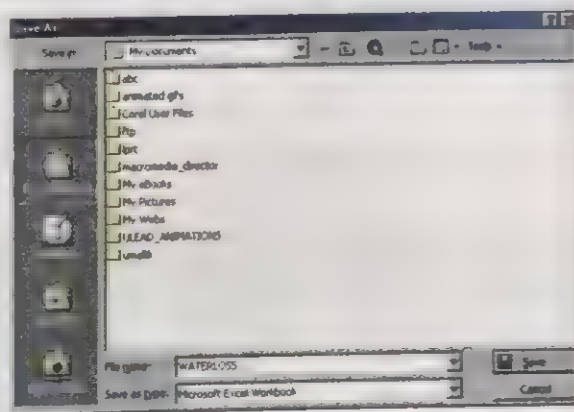 Save As
Save in: My Documents
Tools
abc
animated gifs
Corel User Files
ftp
macromedia_director
My eBooks
My Pictures
My Webs
ULEAD_ANIMATIONS
File name: WATERLOSS Save
Save as type: Microsoft Excel Workbook Cancel